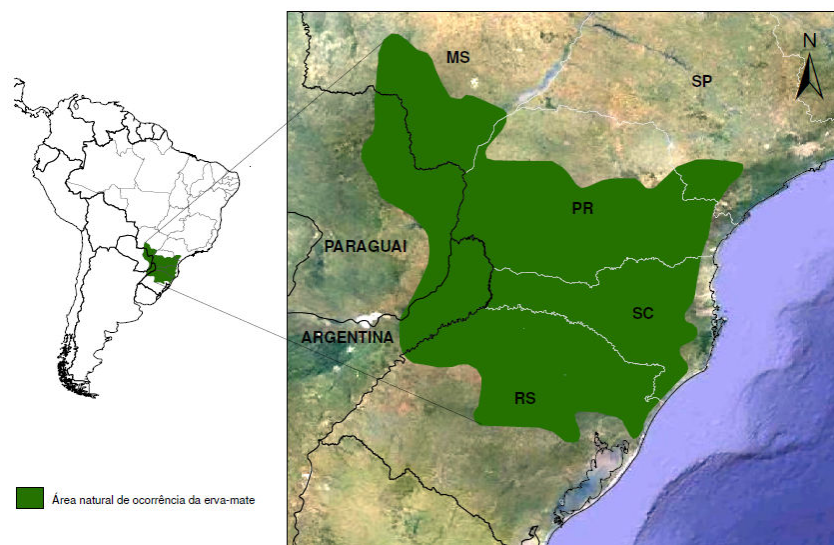 N
MS
SP
PR
PARAGUAI
SC
ARGENTINA
RS
Área natural de ocorrência da erva-mate